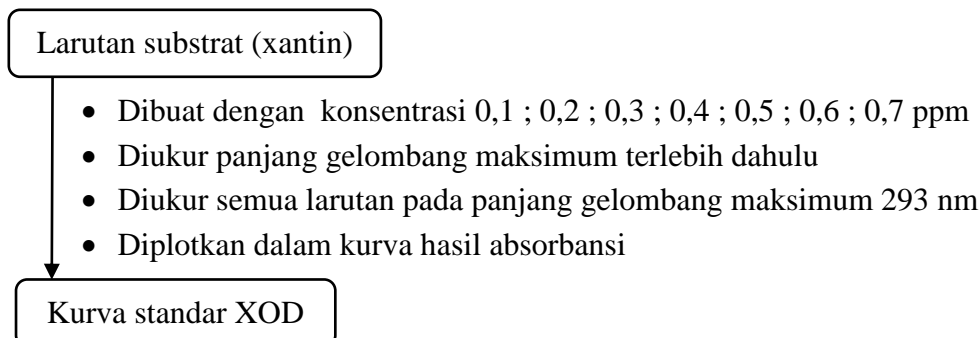 Larutan substrat (xantin)
• Dibuat dengan konsentrasi 0,1 ; 0,2 ; 0,3 ; 0,4 ; 0,5 ; 0,6 ; 0,7 ppm
• Diukur panjang gelombang maksimum terlebih dahulu
• Diukur semua larutan pada panjang gelombang maksimum 293 nm
• Diplotkan dalam kurva hasil absorbansi
Kurva standar XOD